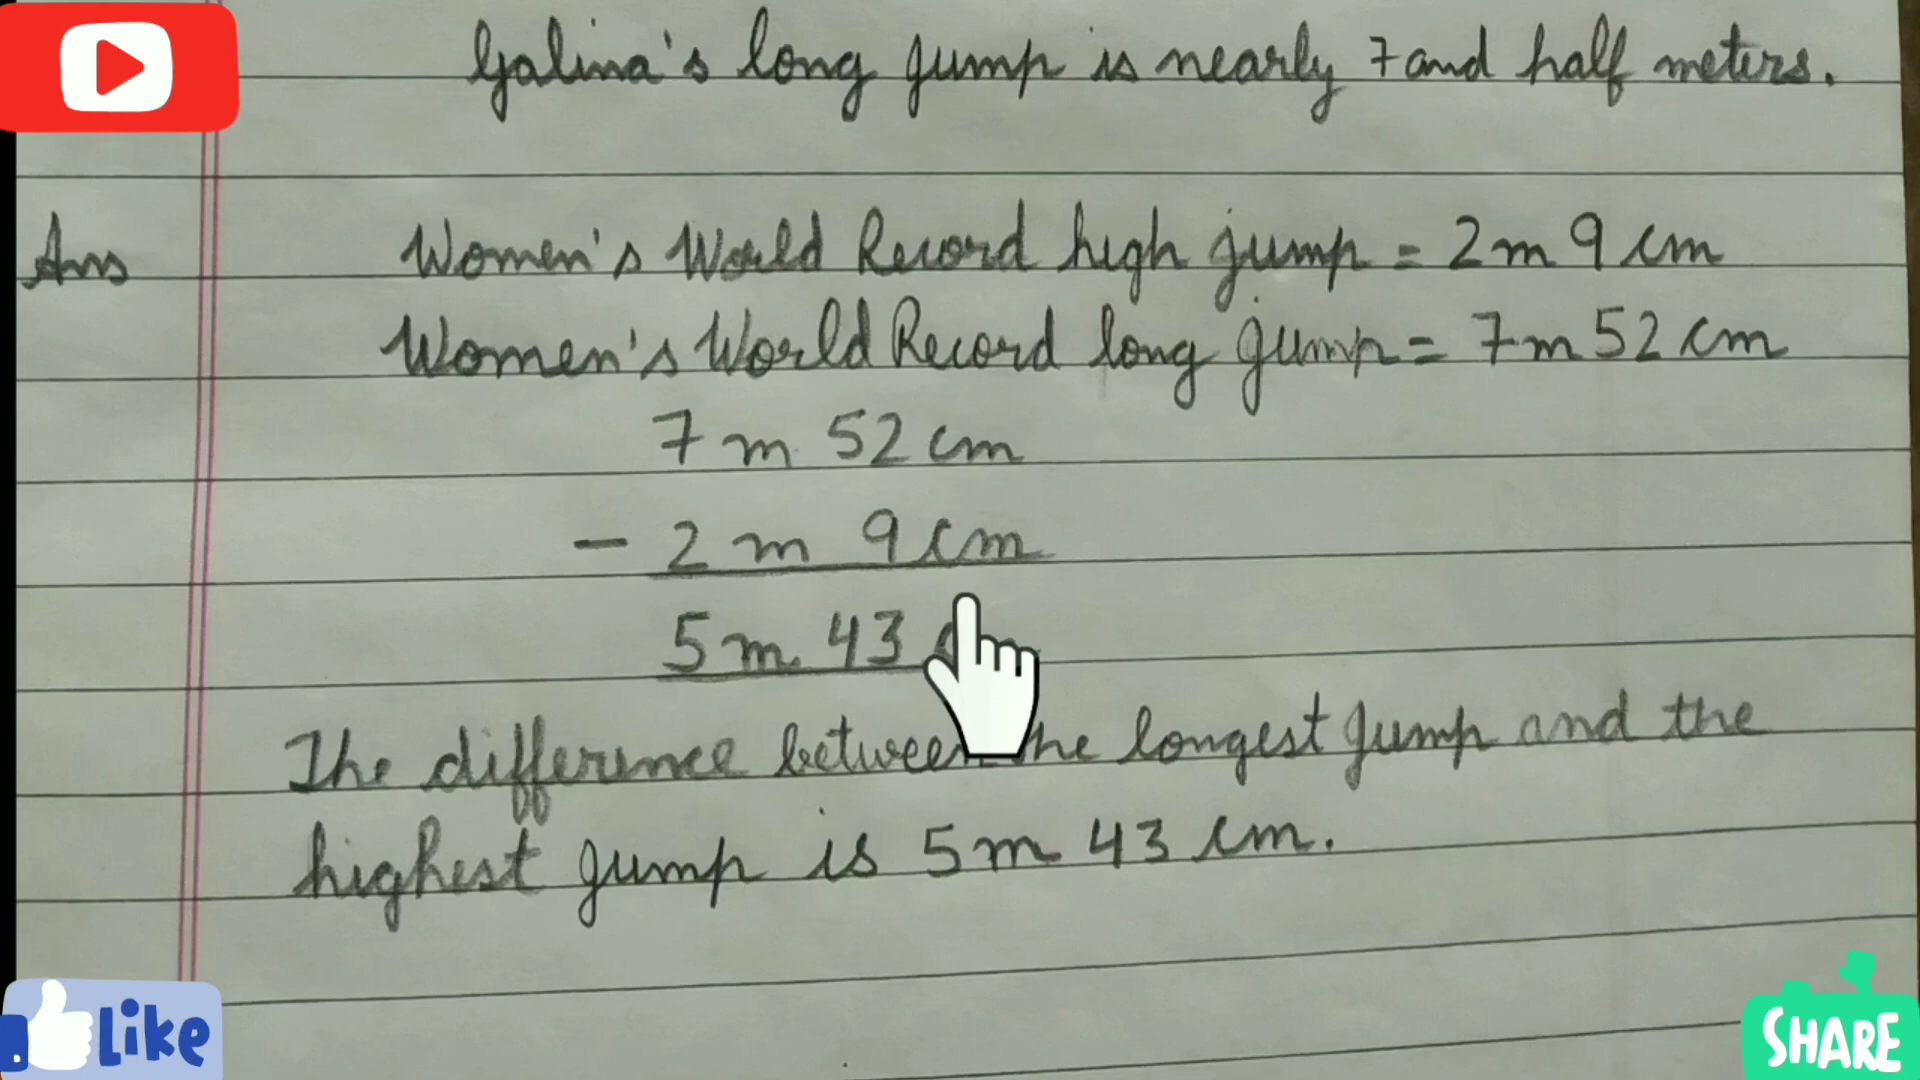 Galina's long jump is nearly 7 and half meters.
Ans Women's World Record high jump = 2 m 9 cm
Women's World Record long jump = 7 m 52 cm
7 m 52 cm
- 2 m 9 cm
5 m 43
The difference between the longest jump and the
highest jump is 5 m 43 cm.
Like
SHARE